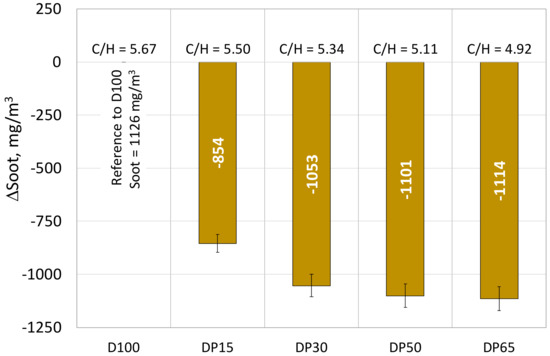 250
0
-250
-500
-750
-1000
-1250
ΔSoot, mg/m³
C/H = 5.67
C/H = 5.50
C/H = 5.34
C/H = 5.11
C/H = 4.92
Reference to D100
Soot = 1126 mg/m³
-854
-1053
-1101
-1114
D100
DP15
DP30
DP50
DP65